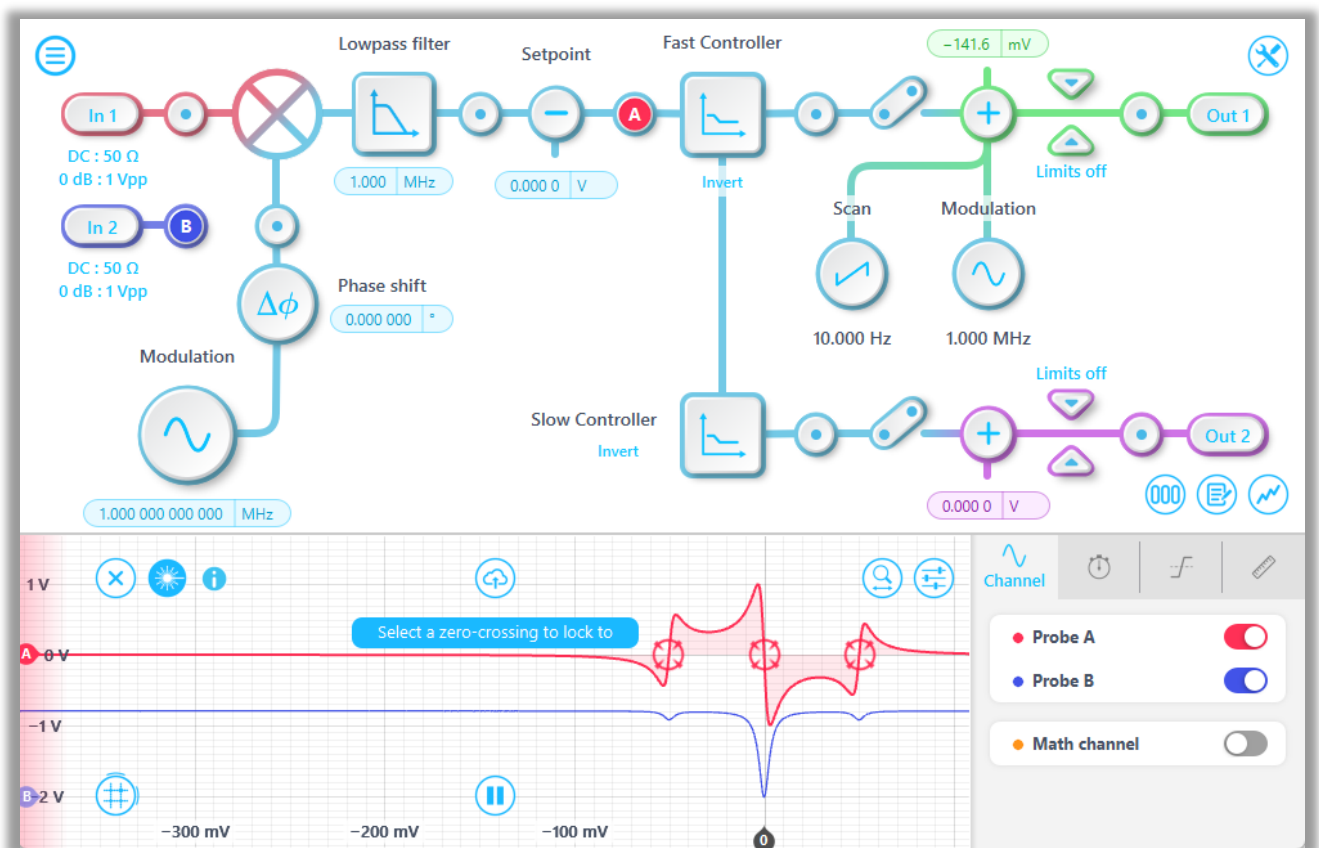 Lowpass filter
Setpoint
Fast Controller
−141.6 mV
In 1
A
Out 1
DC : 50 Ω
0 dB : 1 Vpp
1.000 MHz
0.000 0 V
Invert
Limits off
In 2
B
Scan
Modulation
DC : 50 Ω
0 dB : 1 Vpp
Δϕ
Phase shift
0.000 000 °
10.000 Hz
1.000 MHz
Modulation
Limits off
Slow Controller
Invert
Out 2
1.000 000 000 000 MHz
0.000 0 V
1 V
Select a zero-crossing to lock to
A
0 V
−1 V
B
−2 V
−300 mV
−200 mV
−100 mV
0
Channel
Probe A
Probe B
Math channel